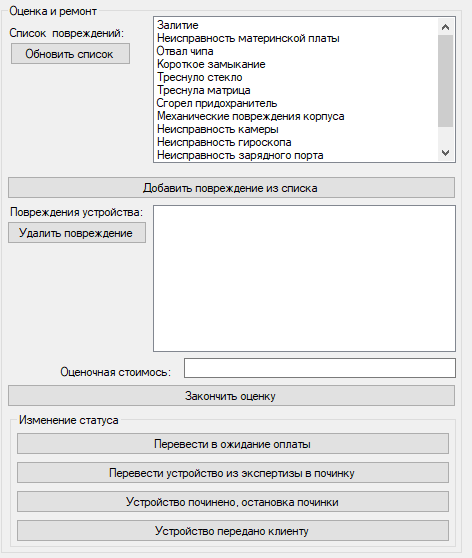 Оценка и ремонт
Список повреждений:
Обновить список
Залитие
Неисправность материнской платы
Отвал чипа
Короткое замыкание
Треснуло стекло
Треснула матрица
Сгорел придохранитель
Механические повреждения корпуса
Неисправность камеры
Неисправность гироскопа
Неисправность зарядного порта
Добавить повреждение из списка
Повреждения устройства:
Удалить повреждение
Оценочная стоимось:
Закончить оценку
Изменение статуса
Перевести в ожидание оплаты
Перевести устройство из экспертизы в починку
Устройство починено, остановка починки
Устройство передано клиенту